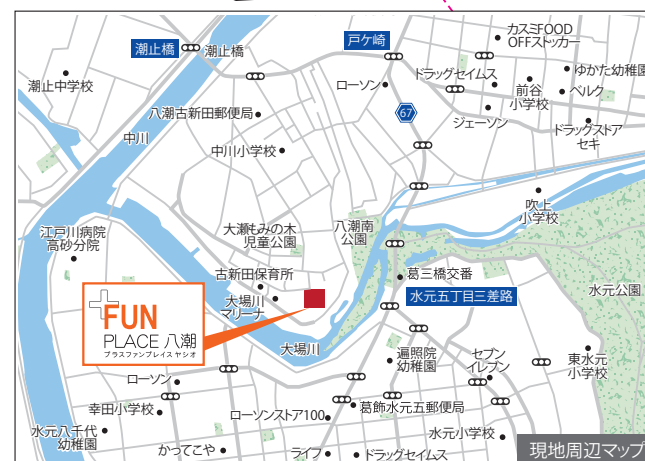 潮止橋
潮止橋
戸ケ崎
カスミFOOD
OFFストッカー
潮止中学校
ローソン
ドラッグセイムス
前谷
小学校
ゆかた幼稚園
ベルク
67
ジェーソン
ドラッグストア
セキ
八潮古新田郵便局
中川
中川小学校
江戸川病院
高砂分院
大瀬もみの木
児童公園
八潮南
公園
吹上
小学校
古新田保育所
葛三橋交番
水元公園
大場川
マリーナ
水元五丁目三差路
FUN
PLACE 八潮
プラスファンプレイス ヤシオ
大場川
遍照院
幼稚園
セブン
イレブン
東水元
小学校
ローソン
幸田小学校
ローソンストア100
葛飾水元五郵便局
水元八千代
幼稚園
かってこや
ライフ
ドラッグセイムス
水元小学校
現地周辺マップ